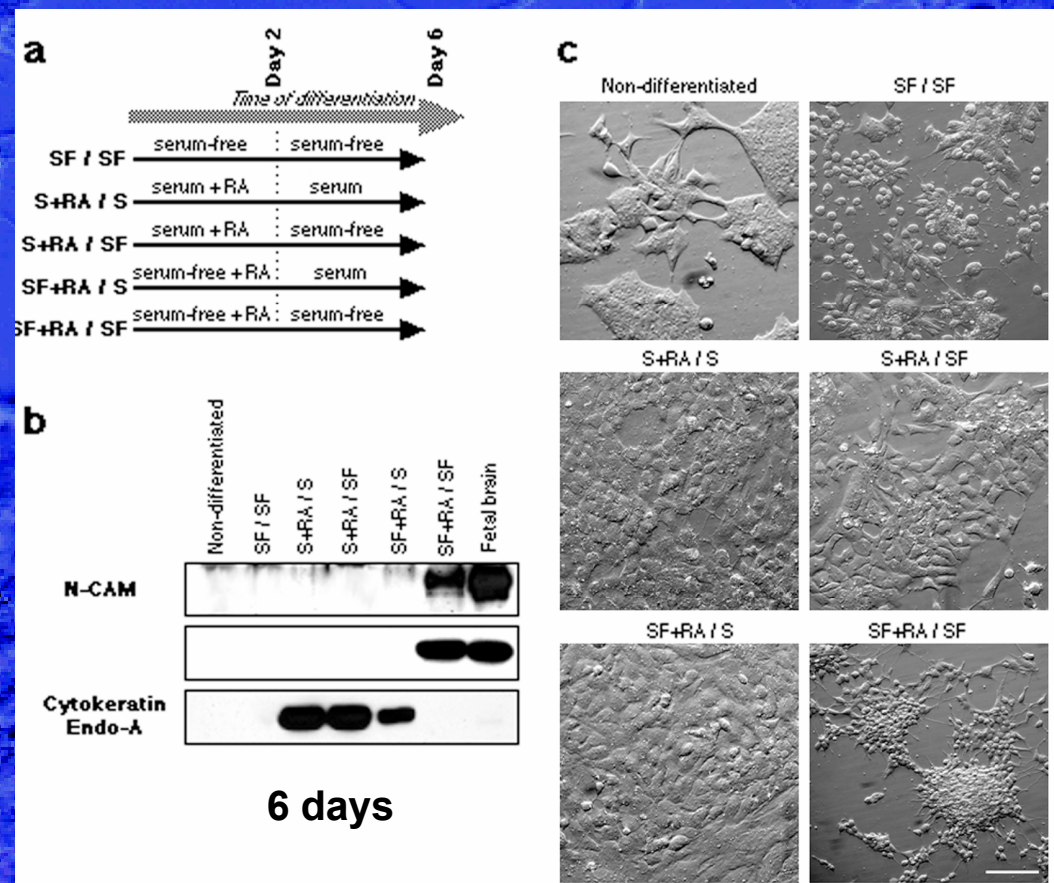 a
Day 2
Day 6
Time of differentiation
SF / SF
serum-free
serum-free
S+RA / S
serum +RA
serum
S+RA / SF
serum +RA
serum-free
SF+RA / S
serum-free +RA
serum
SF+RA / SF
serum-free +RA
serum-free
b
Non-differentiated
SF / SF
S+RA / S
S+RA / SF
SF+RA / S
SF+RA / SF
Fetal brain
N-CAM
Cytokeratin
Endo-A
6 days
c
Non-differentiated
SF / SF
S+RA / S
S+RA / SF
SF+RA / S
SF+RA / SF